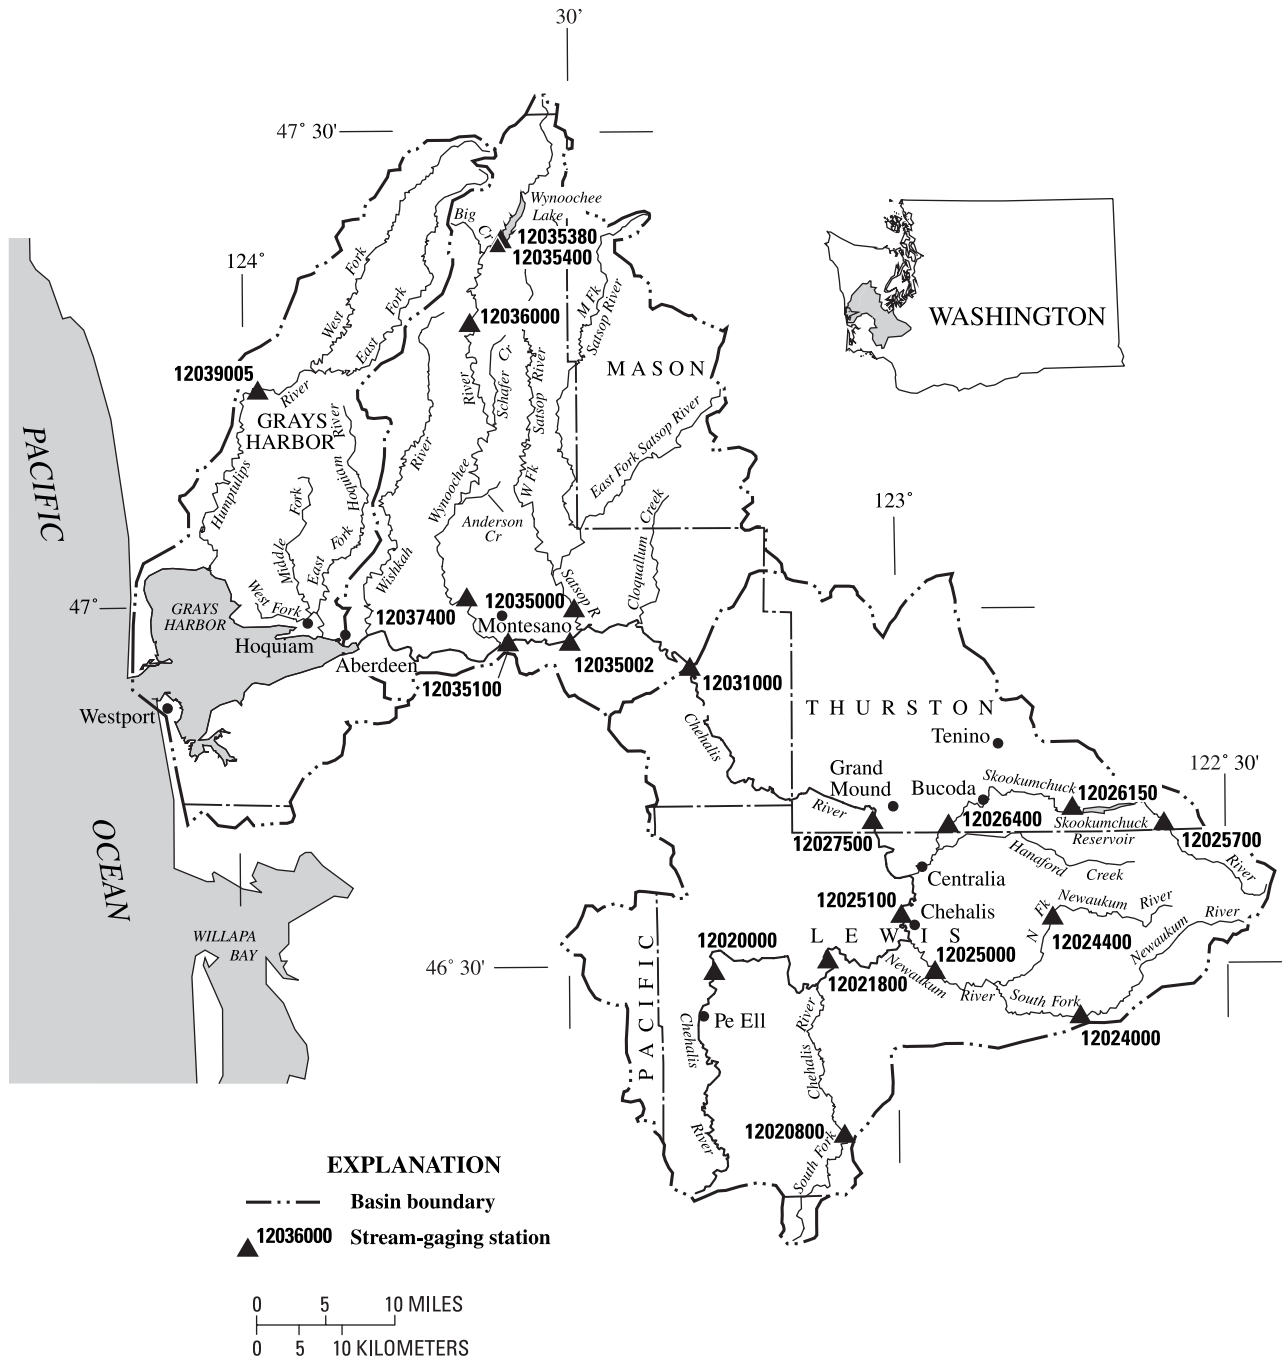 30'
47° 30'
Big
Cr
Wynoochee
Lake
12035380
12035400
124°
West
Fork
East
Fork
M Fk
Satsop River
12036000
WASHINGTON
MASON
12039005
River
GRAYS
HARBOR
River
Schafer Cr
W Fk
Satsop River
East Fork Satsop River
PACIFIC
Humptulips
Hoquiam River
River
Wynoochee
Anderson
Cr
Cloquallum Creek
123°
Middle
Fork
East
Fork
Wishkah
47°
GRAYS
HARBOR
West Fork
12037400
12035000
Satsop R
Montesano
Hoquiam
Aberdeen
12035002
12035100
12031000
Westport
Chehalis
THURSTON
Tenino
Grand
Mound
Bucoda
Skookumchuck
12026150
122° 30'
River
12026400
Skookumchuck
Reservoir
12027500
12025700
River
OCEAN
Hanaford
Creek
Centralia
12025100
Chehalis
N Fk
Newaukum River
Newaukum River
WILLAPA
BAY
LEWIS
12024400
12020000
12025000
46° 30'
12021800
Newaukum
River
South Fork
PACIFIC
Pe Ell
Chehalis
River
Chehalis
River
12024000
12020800
South Fork
EXPLANATION
Basin boundary
12036000 Stream-gaging station
0 5 10 MILES
0 5 10 KILOMETERS